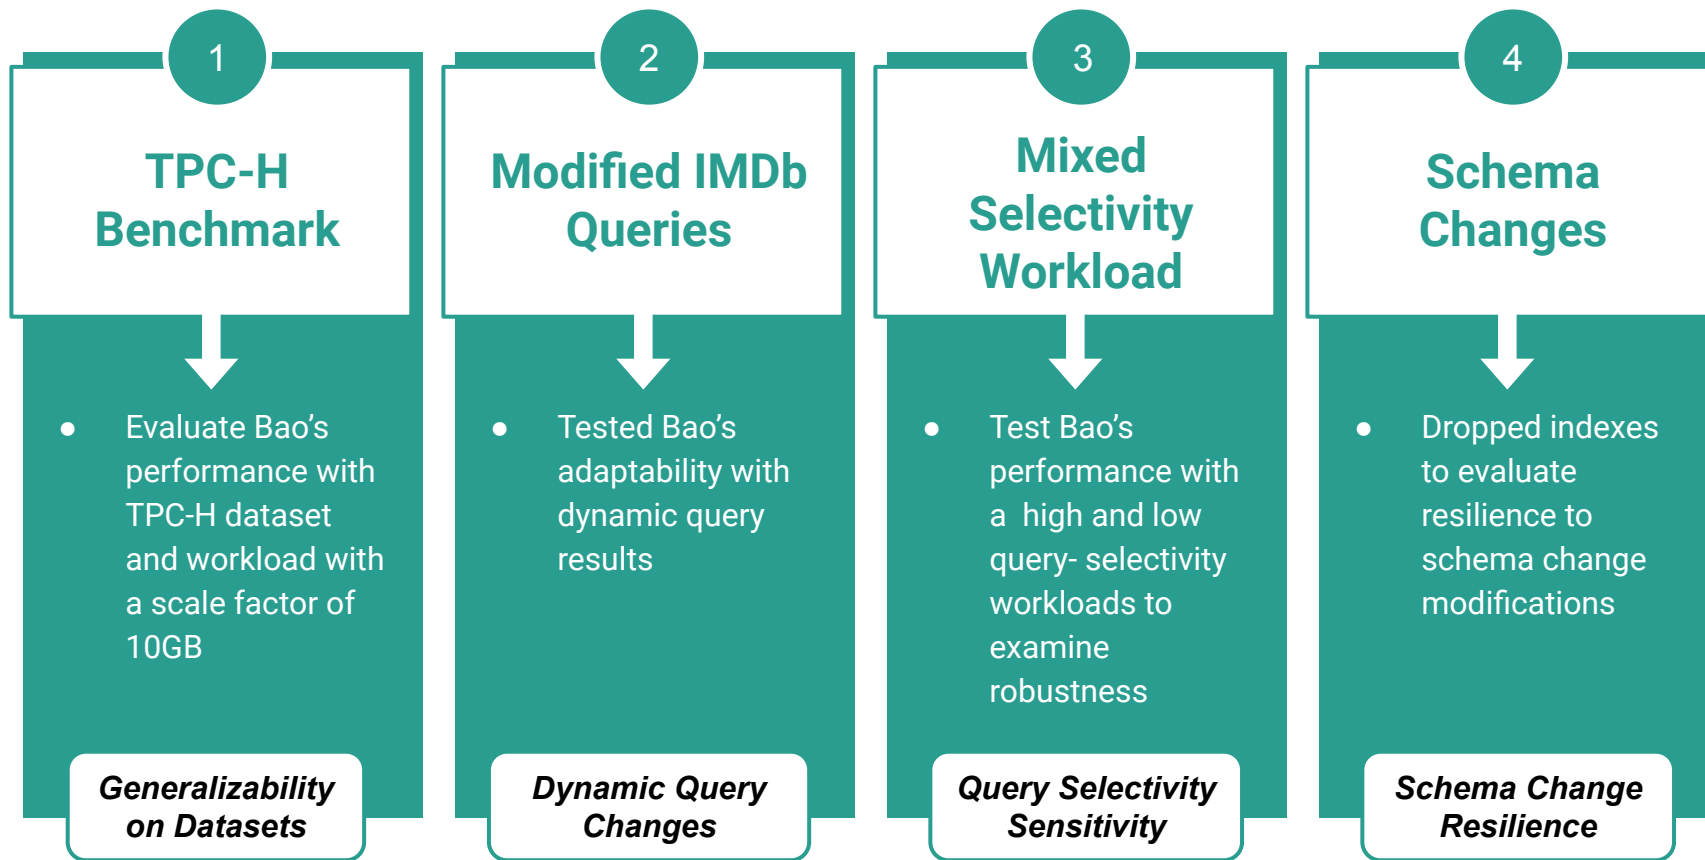 1
TPC-H
Benchmark
● Evaluate Bao’s
performance with
TPC-H dataset
and workload with
a scale factor of
10GB
Generalizability
on Datasets
2
Modified IMDb
Queries
● Tested Bao’s
adaptability with
dynamic query
results
Dynamic Query
Changes
3
Mixed
Selectivity
Workload
● Test Bao’s
performance with
a  high and low
query- selectivity
workloads to
examine
robustness
Query Selectivity
Sensitivity
4
Schema
Changes
● Dropped indexes
to evaluate
resilience to
schema change
modifications
Schema Change
Resilience